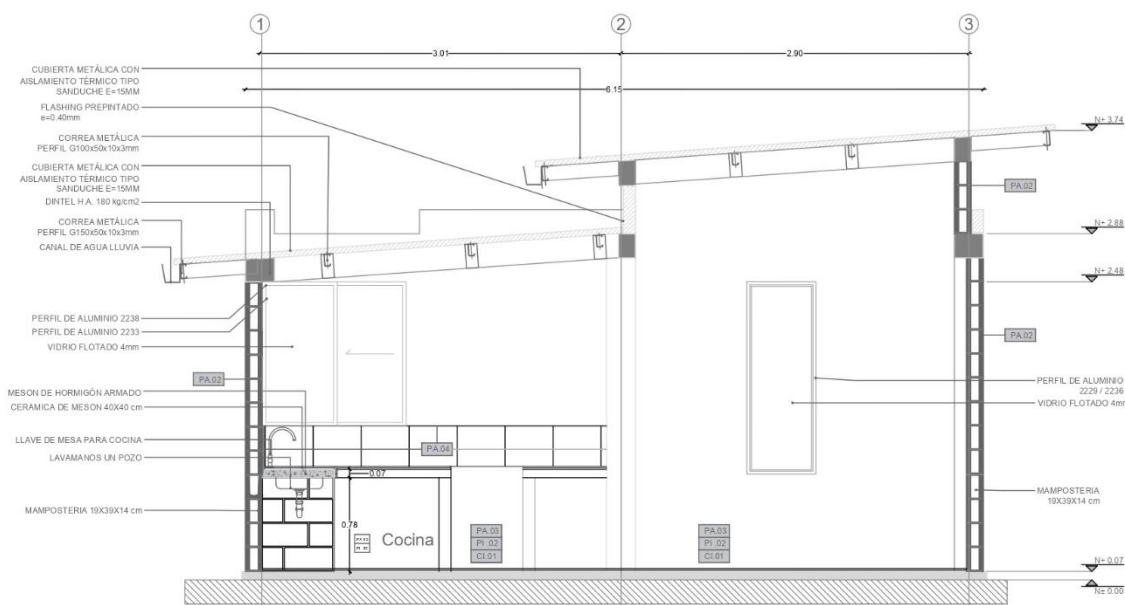 1
2
3
3.01
2.90
6.15
CUBIERTA METÁLICA CON
AISLAMIENTO TÉRMICO TIPO
SANDUCHE E=15MM
FLASHING PREPINTADO
e=0.40mm
CORREA METÁLICA
PERFIL G100x50x10x3mm
CUBIERTA METÁLICA CON
AISLAMIENTO TÉRMICO TIPO
SANDUCHE E=15MM
DINTEL H.A. 180 kg/cm2
CORREA METÁLICA
PERFIL G150x50x10x3mm
CANAL DE AGUA LLUVIA
PERFIL DE ALUMINIO 2238
PERFIL DE ALUMINIO 2233
VIDRIO FLOTADO 4mm
PA.02
MESON DE HORMIGÓN ARMADO
CERAMICA DE MESON 40X40 cm
LLAVE DE MESA PARA COCINA
LAVAMANOS UN POZO
MAMPOSTERIA 19X39X14 cm
PA.04
0.07
0.78
Cocina
PA.03
PI .02
CI.01
PA.03
PI .02
CI.01
N+ 3.74
PA.02
N+ 2.88
N+ 2.48
PA.02
PERFIL DE ALUMINIO
2229 / 2236
VIDRIO FLOTADO 4mm
MAMPOSTERIA
19X39X14 cm
N+ 0.07
N± 0.00